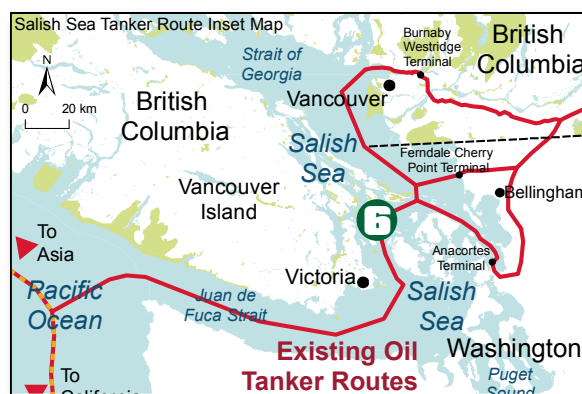 Salish Sea Tanker Route Inset Map
N
0
20 km
Strait of
Georgia
Burnaby
Westridge
Terminal
British
Columbia
British
Columbia
Vancouver
Salish
Sea
Ferndale Cherry
Point Terminal
Vancouver
Island
Bellingham
6
To
Asia
Anacortes
Terminal
Victoria
Pacific
Ocean
Juan de
Fuca Strait
Salish
Sea
Existing Oil
Tanker Routes
Washington
To
California
Puget
Sound